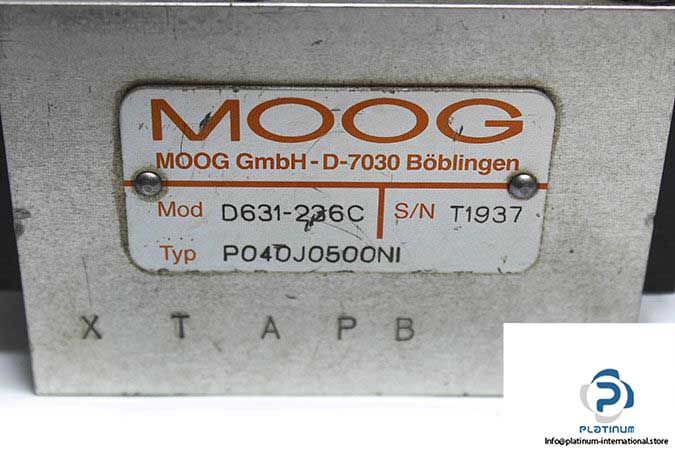 MOOG
MOOG GmbH - D-7030 Böblingen
Mod D631-236C S/N T1937
Typ P040J0500NI
X T A P B
PLATINUM
Info@platinum-international.store